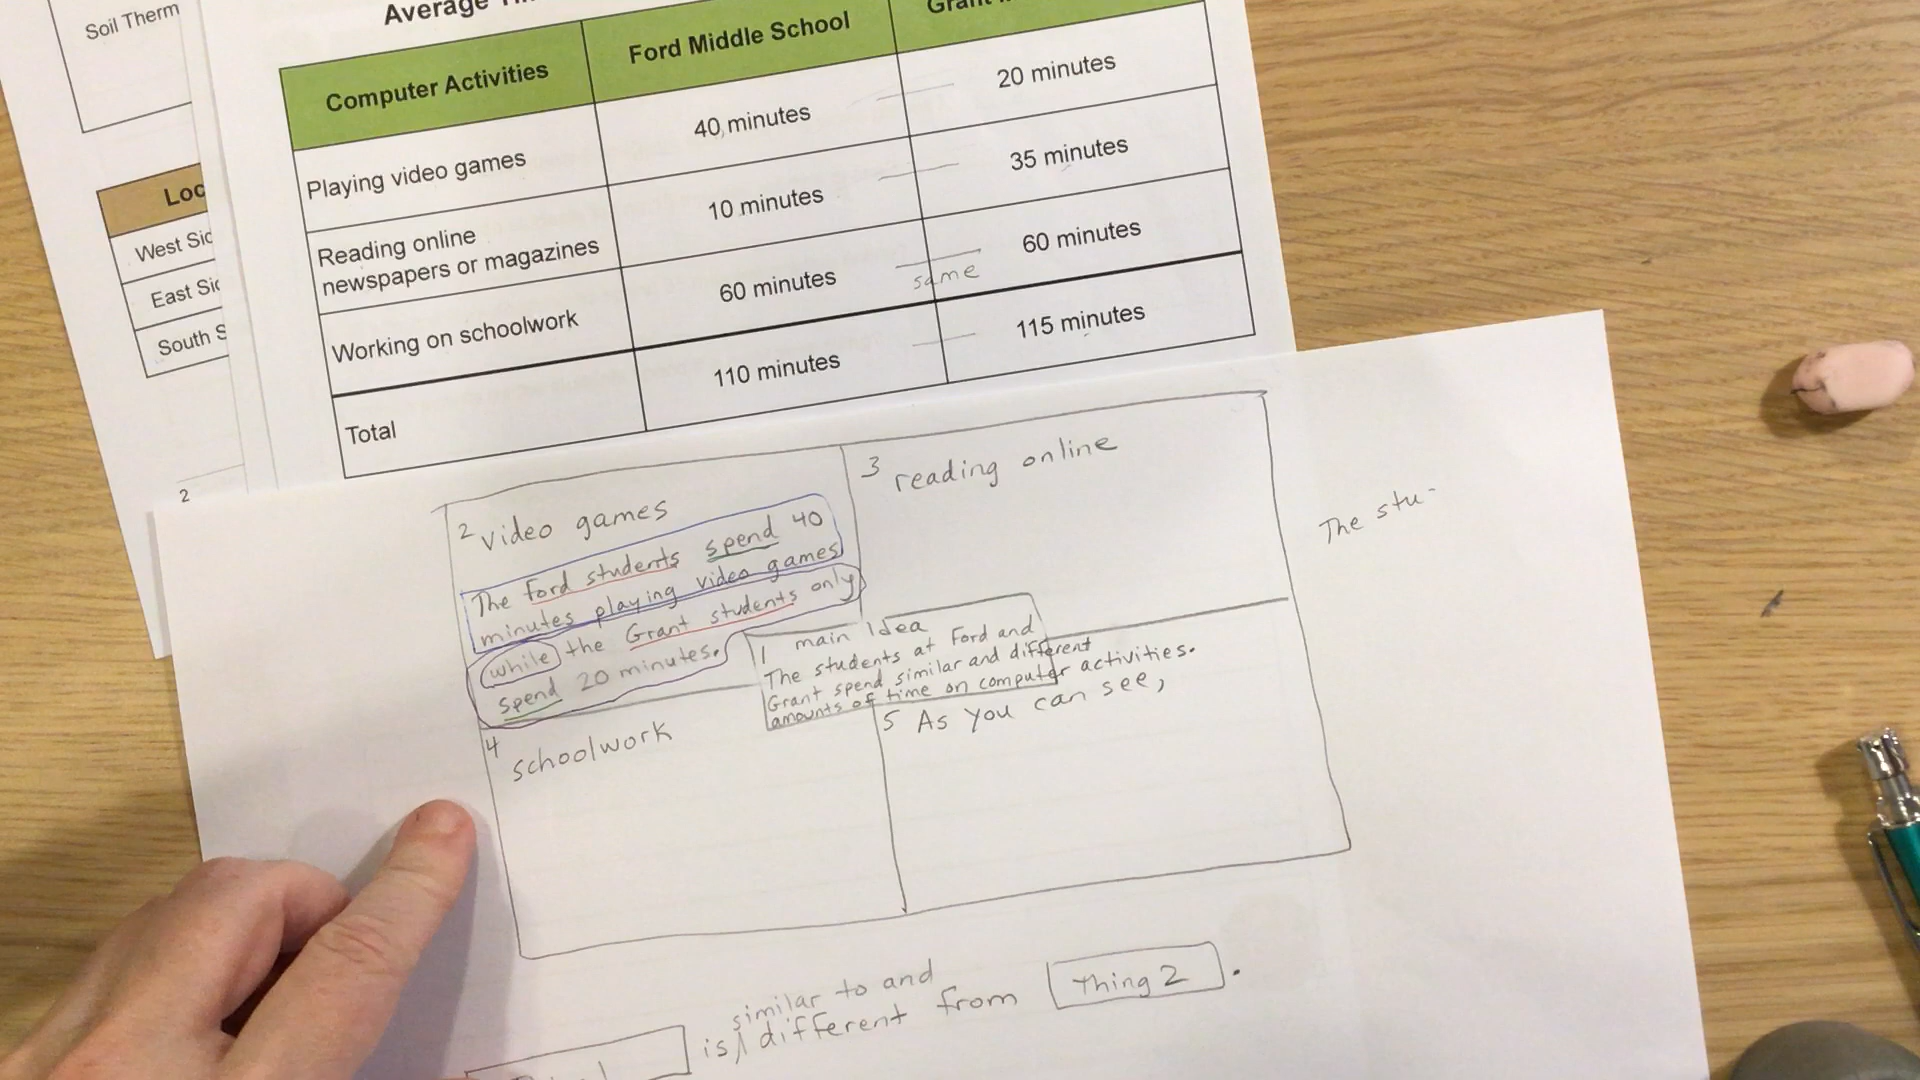 Soil Therm
Average
Computer Activities Ford Middle School Grant
Playing video games 40 minutes 20 minutes
Reading online
newspapers or magazines 10 minutes 35 minutes
Working on schoolwork 60 minutes same 60 minutes
Total 110 minutes 115 minutes
Loc
West Sid
East Sid
South S
2
2 video games
The Ford students spend 40
minutes playing video games
while the Grant students only
spend 20 minutes.
3 reading online
1 main Idea
The students at Ford and
Grant spend similar and different
amounts of time on computer activities.
4 schoolwork
5 As you can see,
The stu-
similar to and
is different from Thing 2.